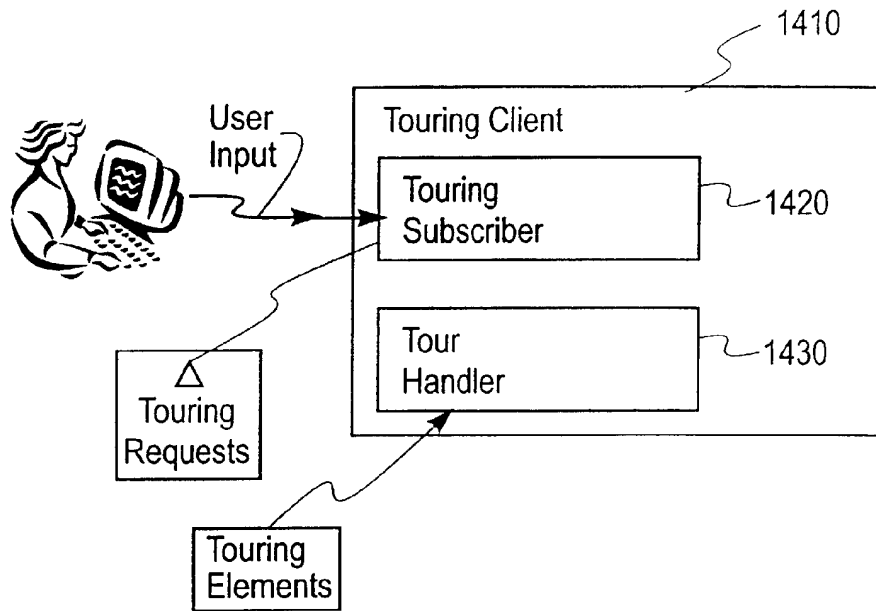 1410
User
Input
Touring Client
Touring
Subscriber
1420
Tour
Handler
1430
Touring
Requests
Touring
Elements